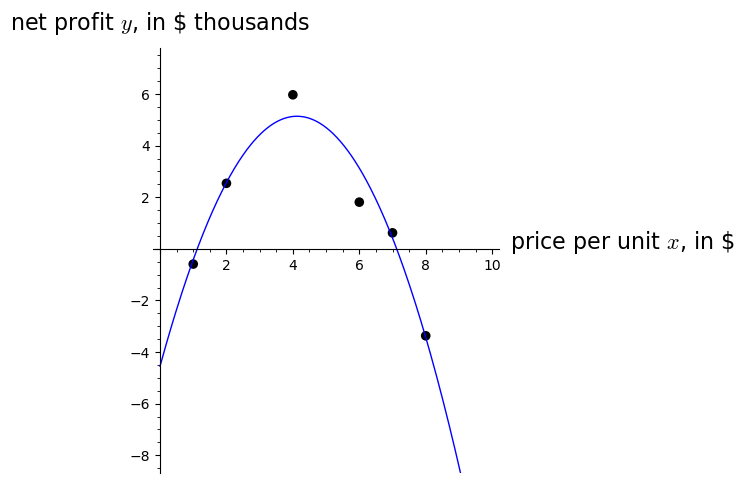 net profit y, in $ thousands
6
4
2
price per unit x, in $
2 4 6 8 10
−2
−4
−6
−8